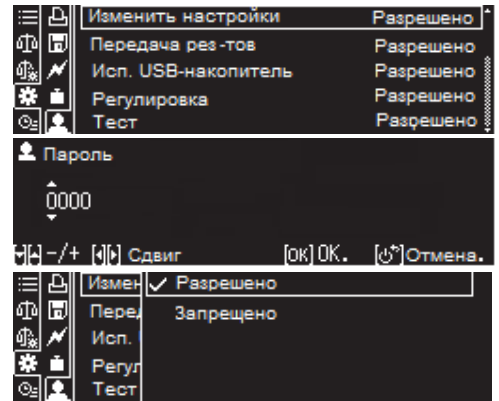 Изменить настройки Разрешено
Передача рез-тов Разрешено
Исп. USB-накопитель Разрешено
Регулировка Разрешено
Тест Разрешено
Пароль
0000
-/+ Сдвиг [OK] OK. Отмена.
Измен Разрешено
Перед Запрещено
Исп.
Регул
Тест